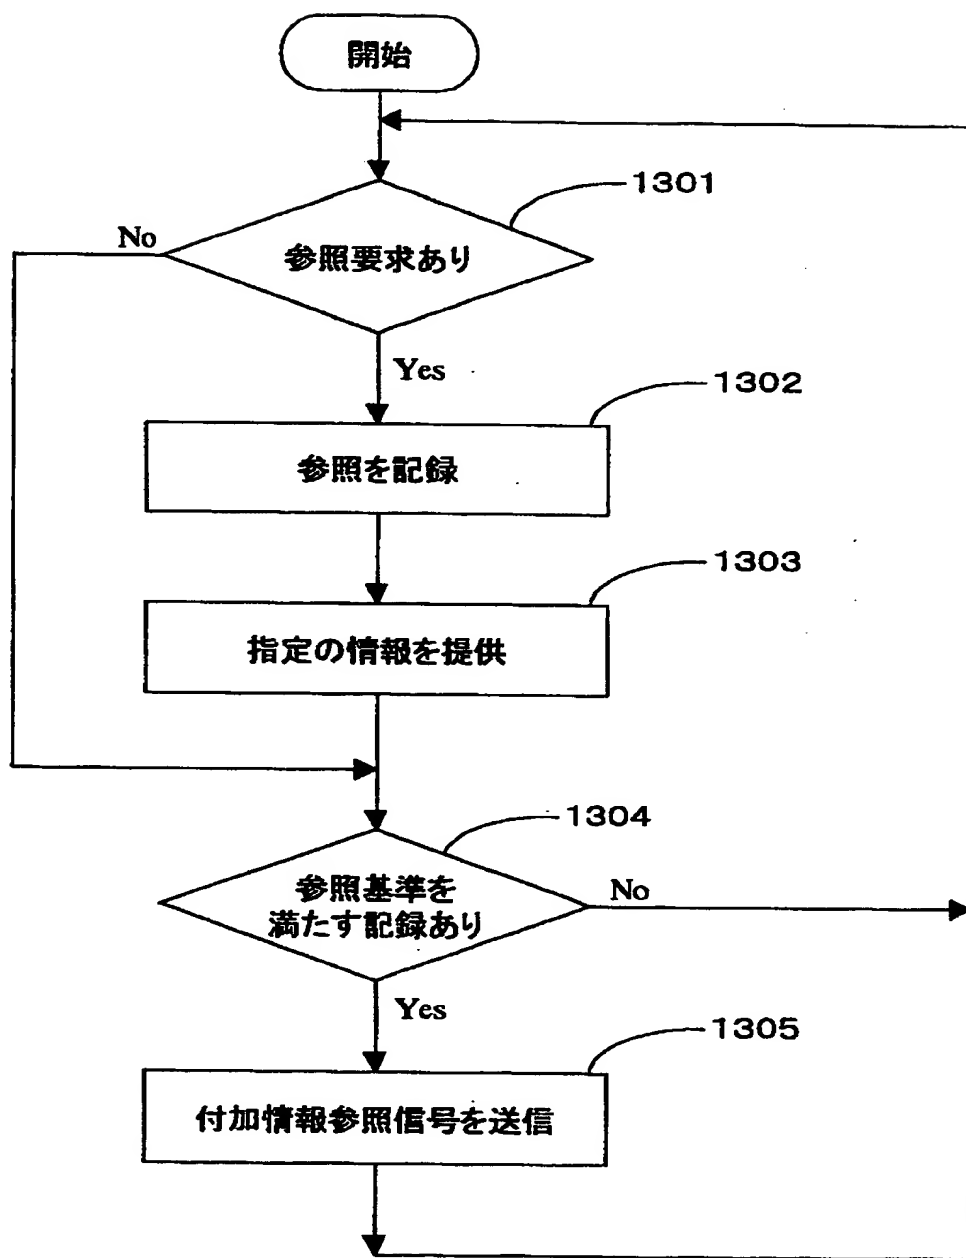 開始
1301
No
参照要求あり
Yes
1302
参照を記録
1303
指定の情報を提供
1304
参照基準を
満たす記録あり
No
Yes
1305
付加情報参照信号を送信